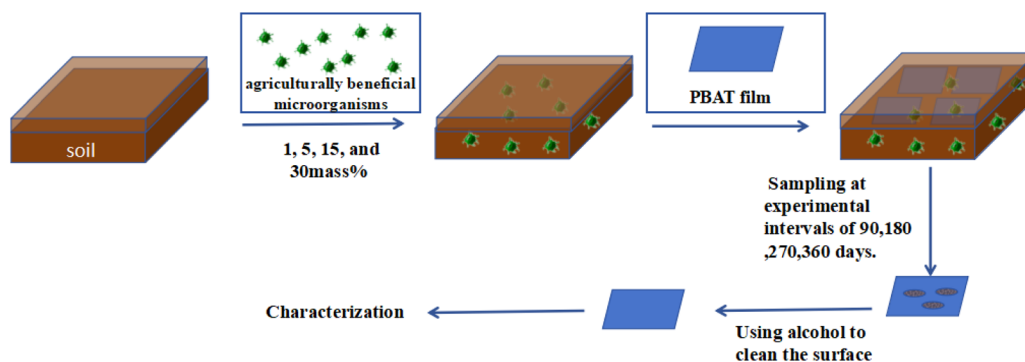 agriculturally beneficial
microorganisms
PBAT film
soil
1, 5, 15, and
30mass%
Sampling at
experimental
intervals of 90,180
,270,360 days.
Characterization
Using alcohol to
clean the surface